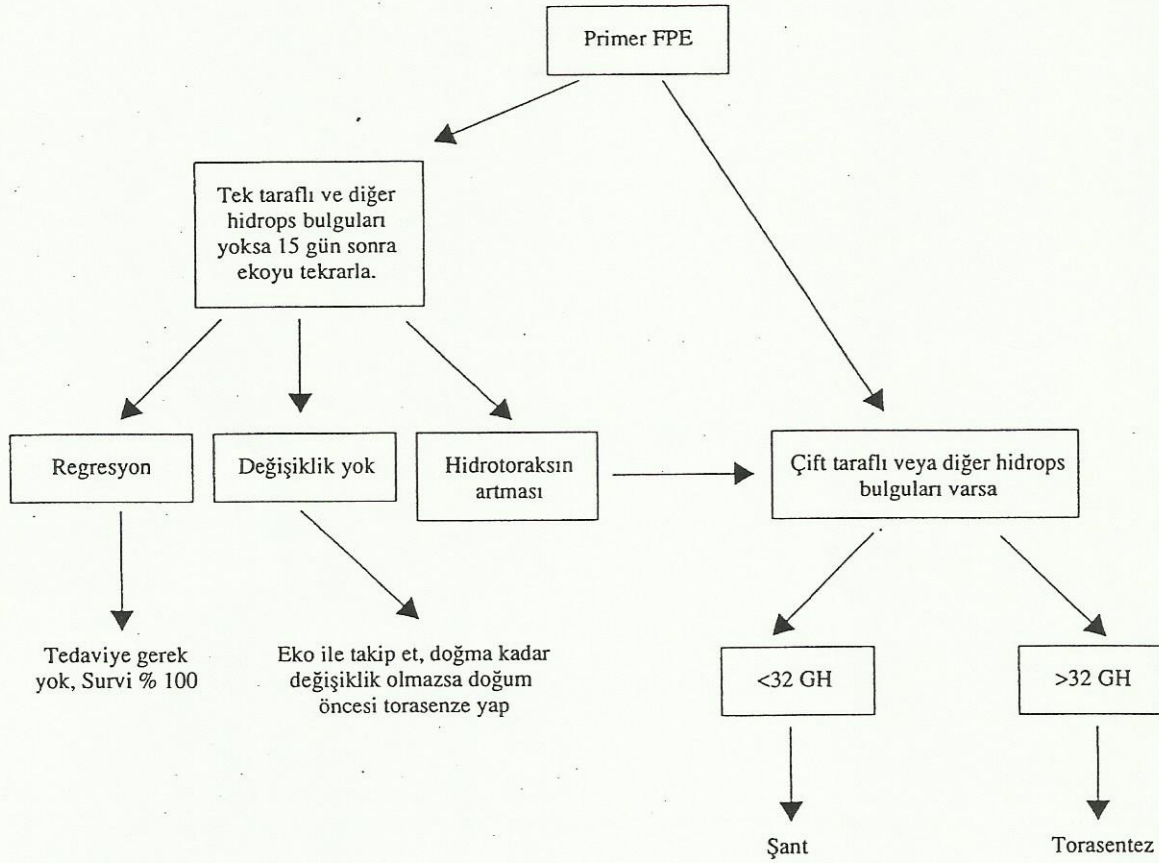 Primer FPE
Tek taraflı ve diğer
hidrops bulguları
yoksa 15 gün sonra
ekoyu tekrarla.
Regresyon
Değişiklik yok
Hidrotoraksın
artması
Çift taraflı veya diğer hidrops
bulguları varsa
Tedaviye gerek
yok, Survi % 100
Eko ile takip et, doğma kadar
değişiklik olmazsa doğum
öncesi torasenze yap
<32 GH
>32 GH
Şant
Torasentez